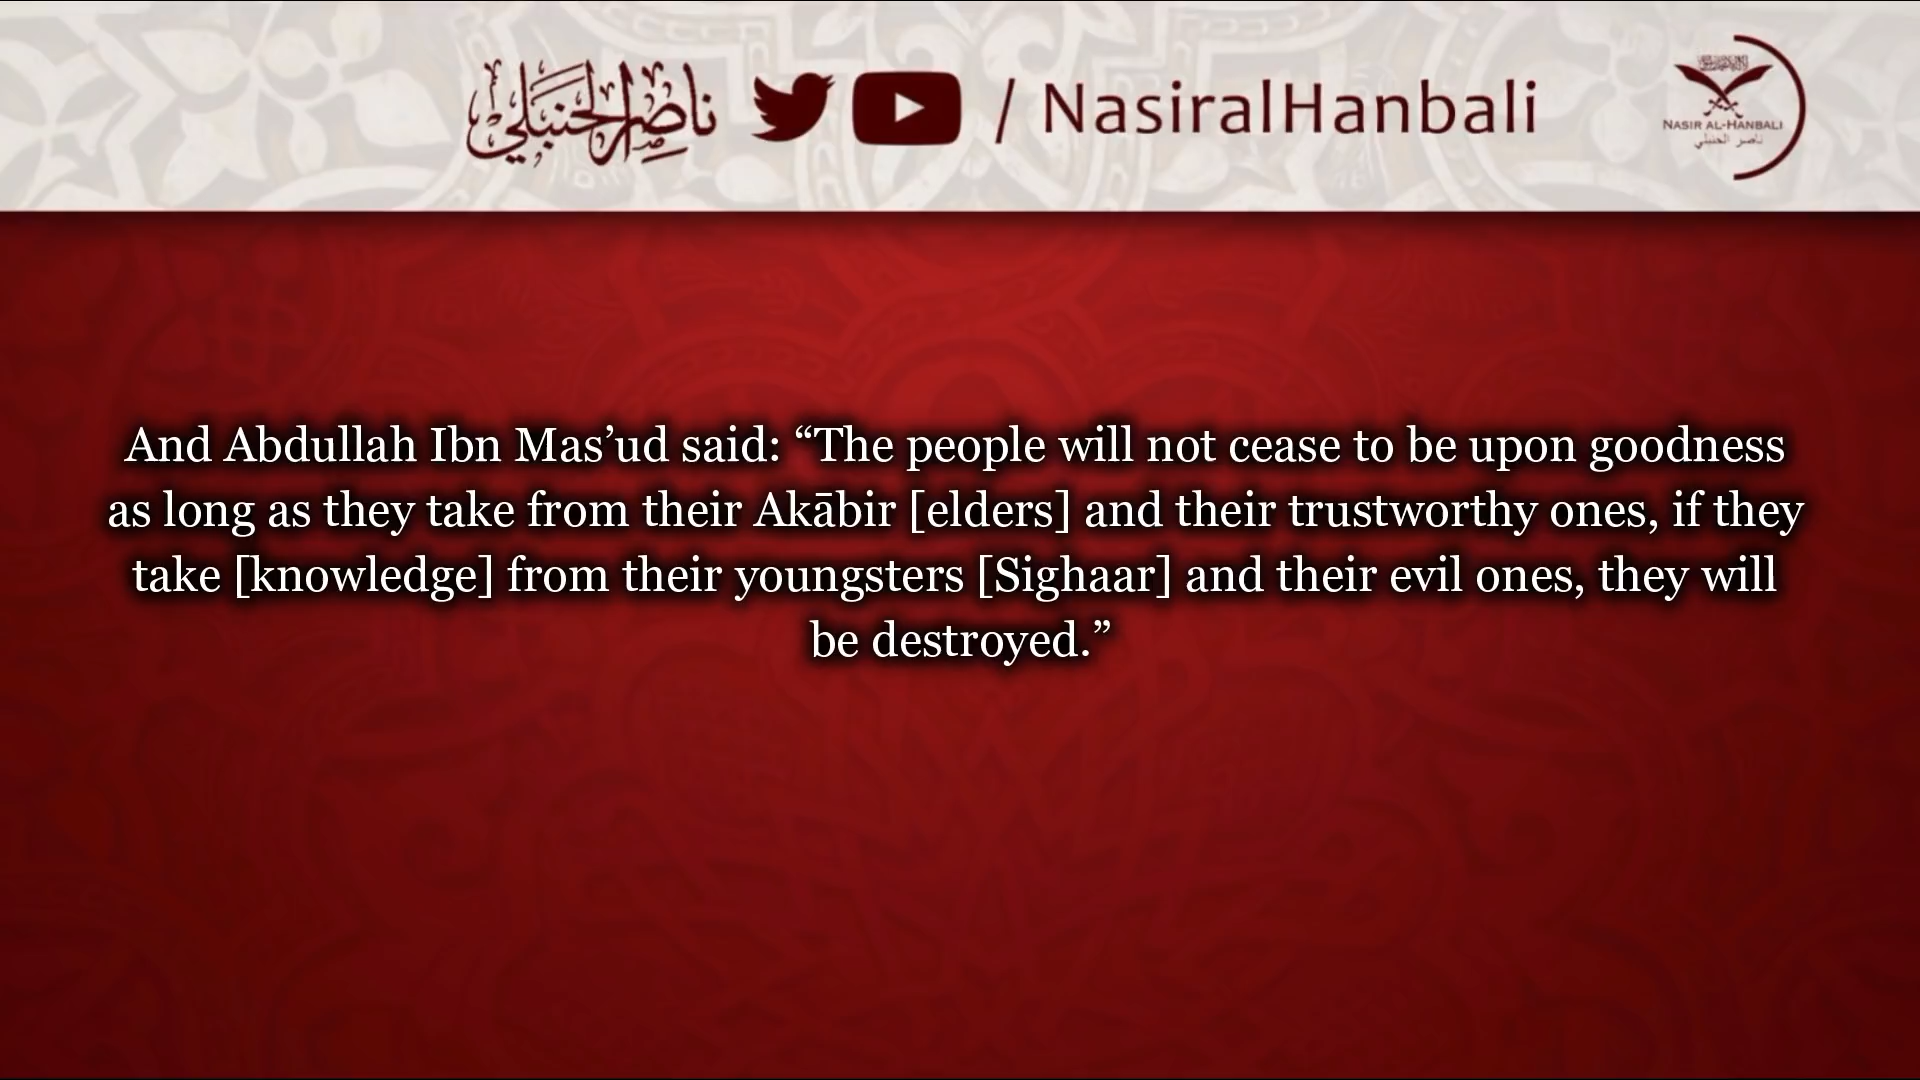 ناصر الحنبلي
/ NasiralHanbali
NASIR AL-HANBALI
ناصر الحنبلي
And Abdullah Ibn Mas’ud said: “The people will not cease to be upon goodness
as long as they take from their Akābir [elders] and their trustworthy ones, if they
take [knowledge] from their youngsters [Sighaar] and their evil ones, they will
be destroyed.”